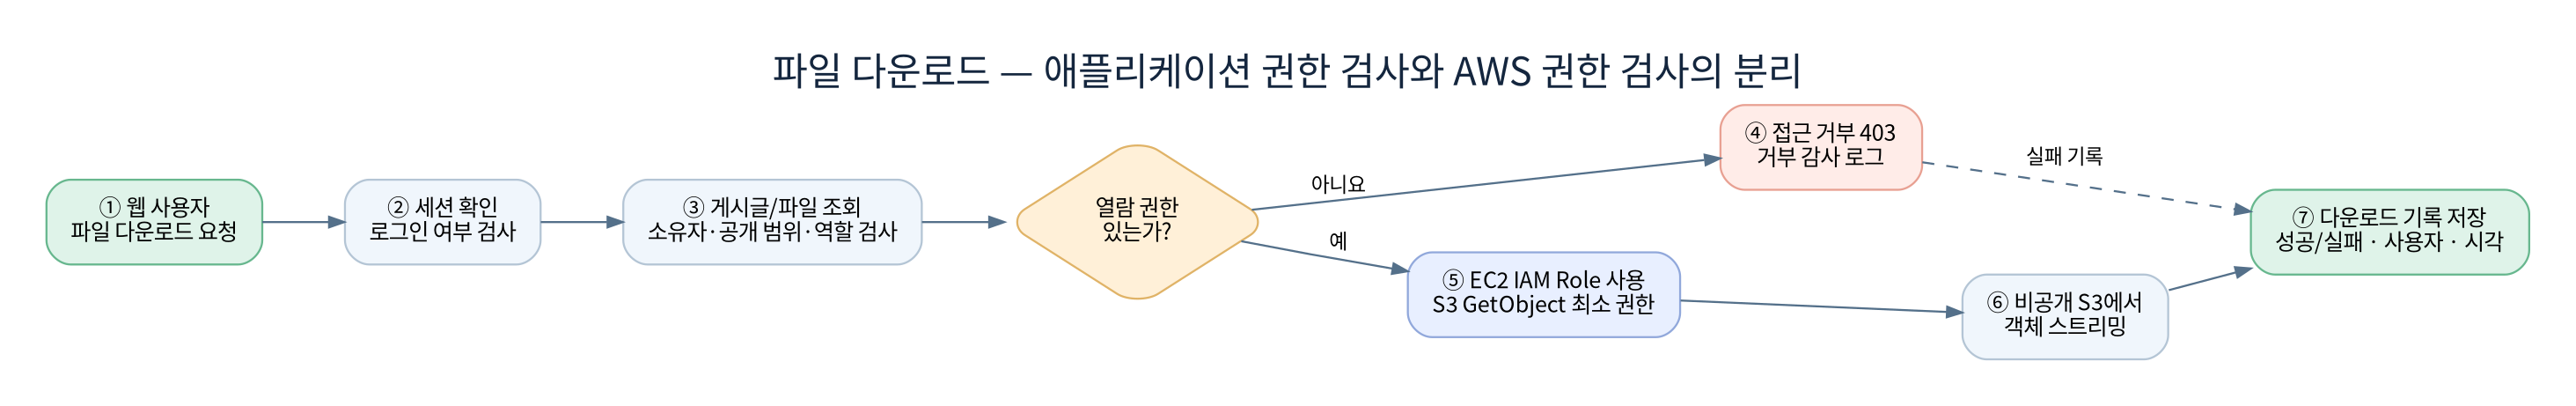 파일 다운로드 — 애플리케이션 권한 검사와 AWS 권한 검사의 분리
① 웹 사용자
파일 다운로드 요청
② 세션 확인
로그인 여부 검사
③ 게시글/파일 조회
소유자·공개 범위·역할 검사
열람 권한
있는가?
아니요
예
④ 접근 거부 403
거부 감사 로그
⑤ EC2 IAM Role 사용
S3 GetObject 최소 권한
실패 기록
⑥ 비공개 S3에서
객체 스트리밍
⑦ 다운로드 기록 저장
성공/실패 · 사용자 · 시각